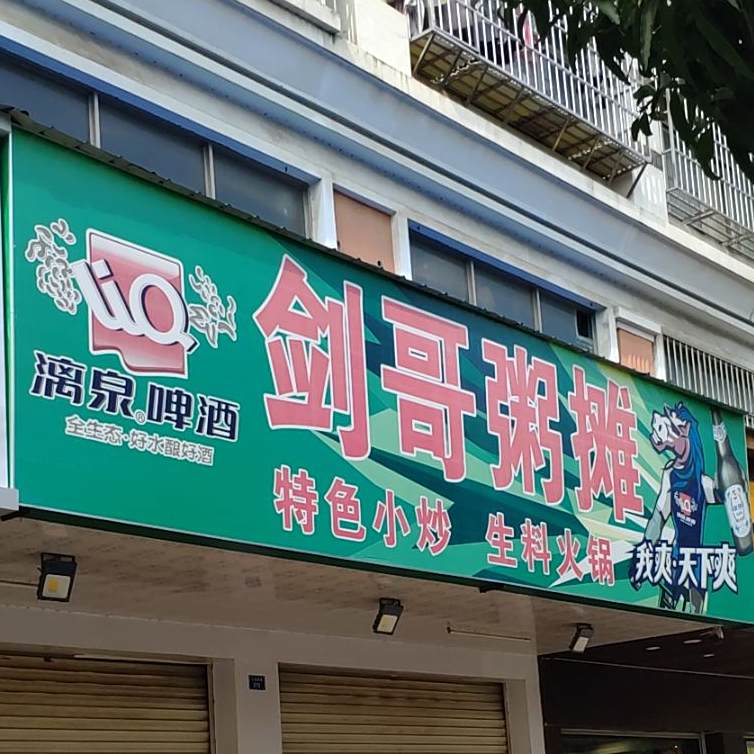 LiQ
漓泉®啤酒
全生态·好水酿好酒
剑哥粥摊
特色小炒 生料火锅
我爽·天下爽